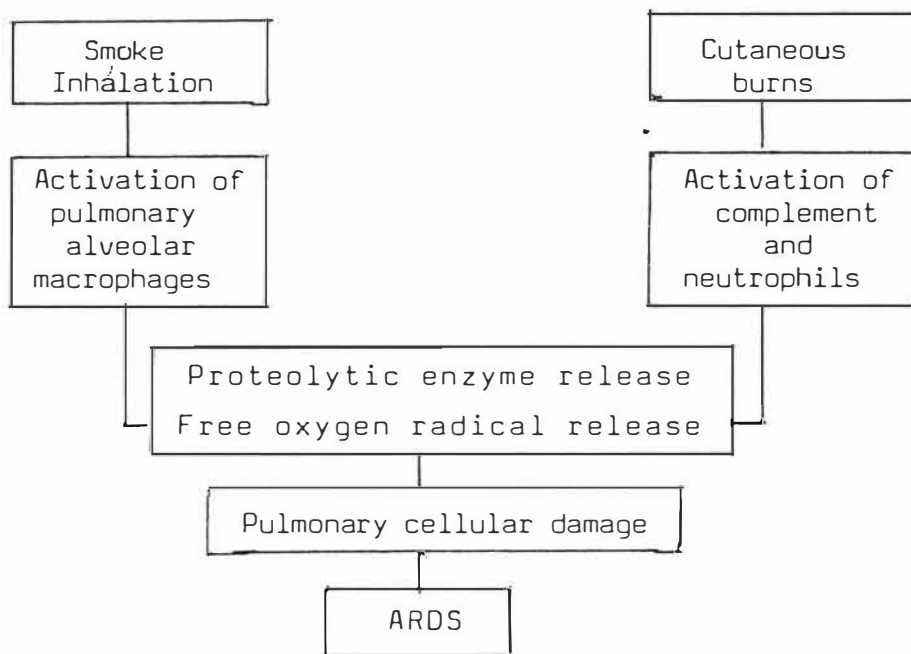 Smoke
Inhalation
Cutaneous
burns
Activation of
pulmonary
alveolar
macrophages
Activation of
complement
and
neutrophils
Proteolytic enzyme release
Free oxygen radical release
Pulmonary cellular damage
ARDS